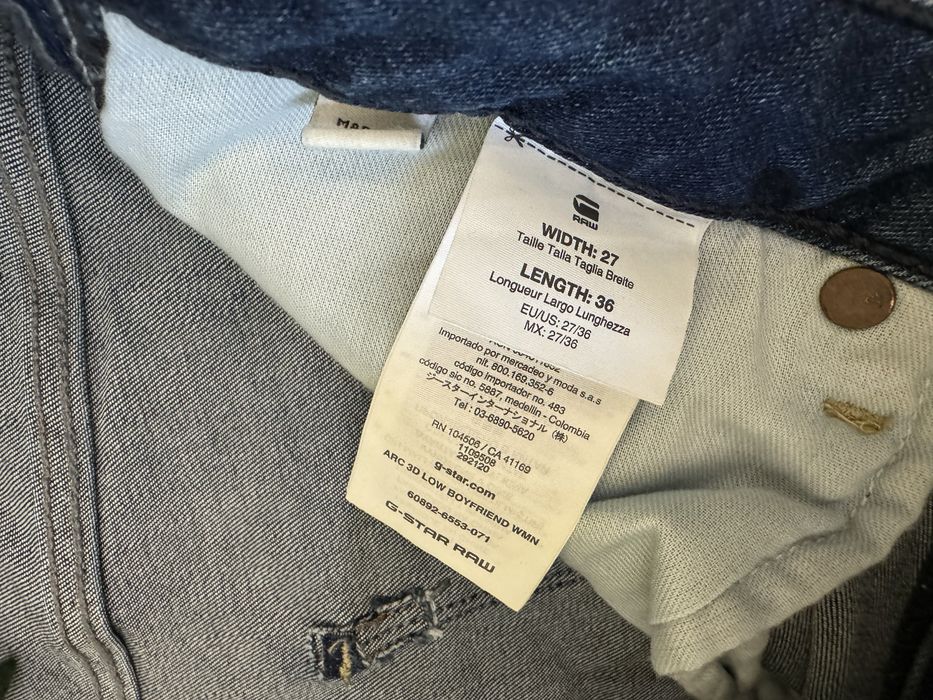 RAW
WIDTH: 27
Taille Talla Taglia Breite
LENGTH: 36
Longueur Largo Lunghezza
EU/US: 27/36
MX: 27/36
Importado por mercadeo y moda s.a.s
nit. 800.169.352-6
código importador no. 483
código sic no. 5887, medellin - Colombia
ジースターインターナショナル (株)
Tel : 03-6890-5620
RN 104506 / CA 41169
1109508
292120
g-star.com
ARC 3D LOW BOYFRIEND WMN
60892-6553-071
G-STAR RAW